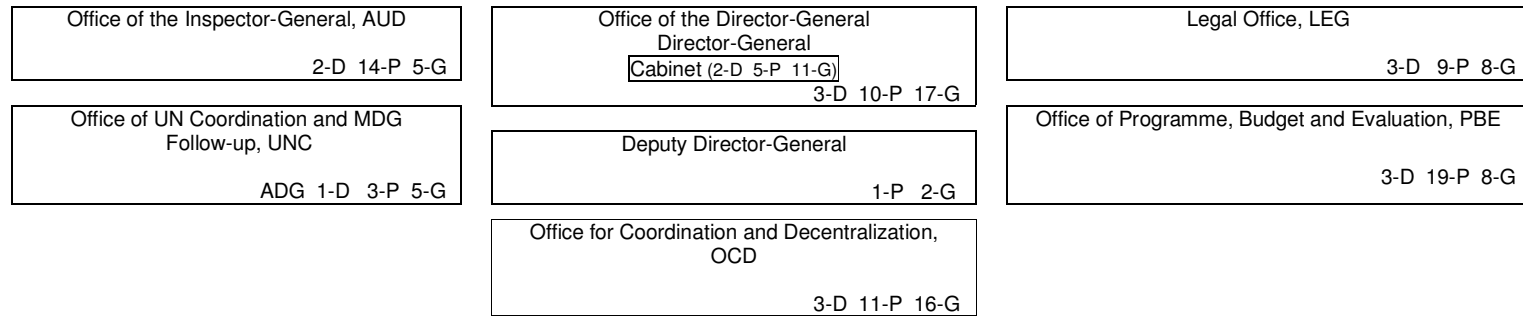 Office of the Inspector-General, AUD
2-D 14-P 5-G
Office of the Director-General
Director-General
Cabinet (2-D 5-P 11-G)
3-D 10-P 17-G
Legal Office, LEG
3-D 9-P 8-G
Office of UN Coordination and MDG
Follow-up, UNC
ADG 1-D 3-P 5-G
Deputy Director-General
1-P 2-G
Office of Programme, Budget and Evaluation, PBE
3-D 19-P 8-G
Office for Coordination and Decentralization,
OCD
3-D 11-P 16-G